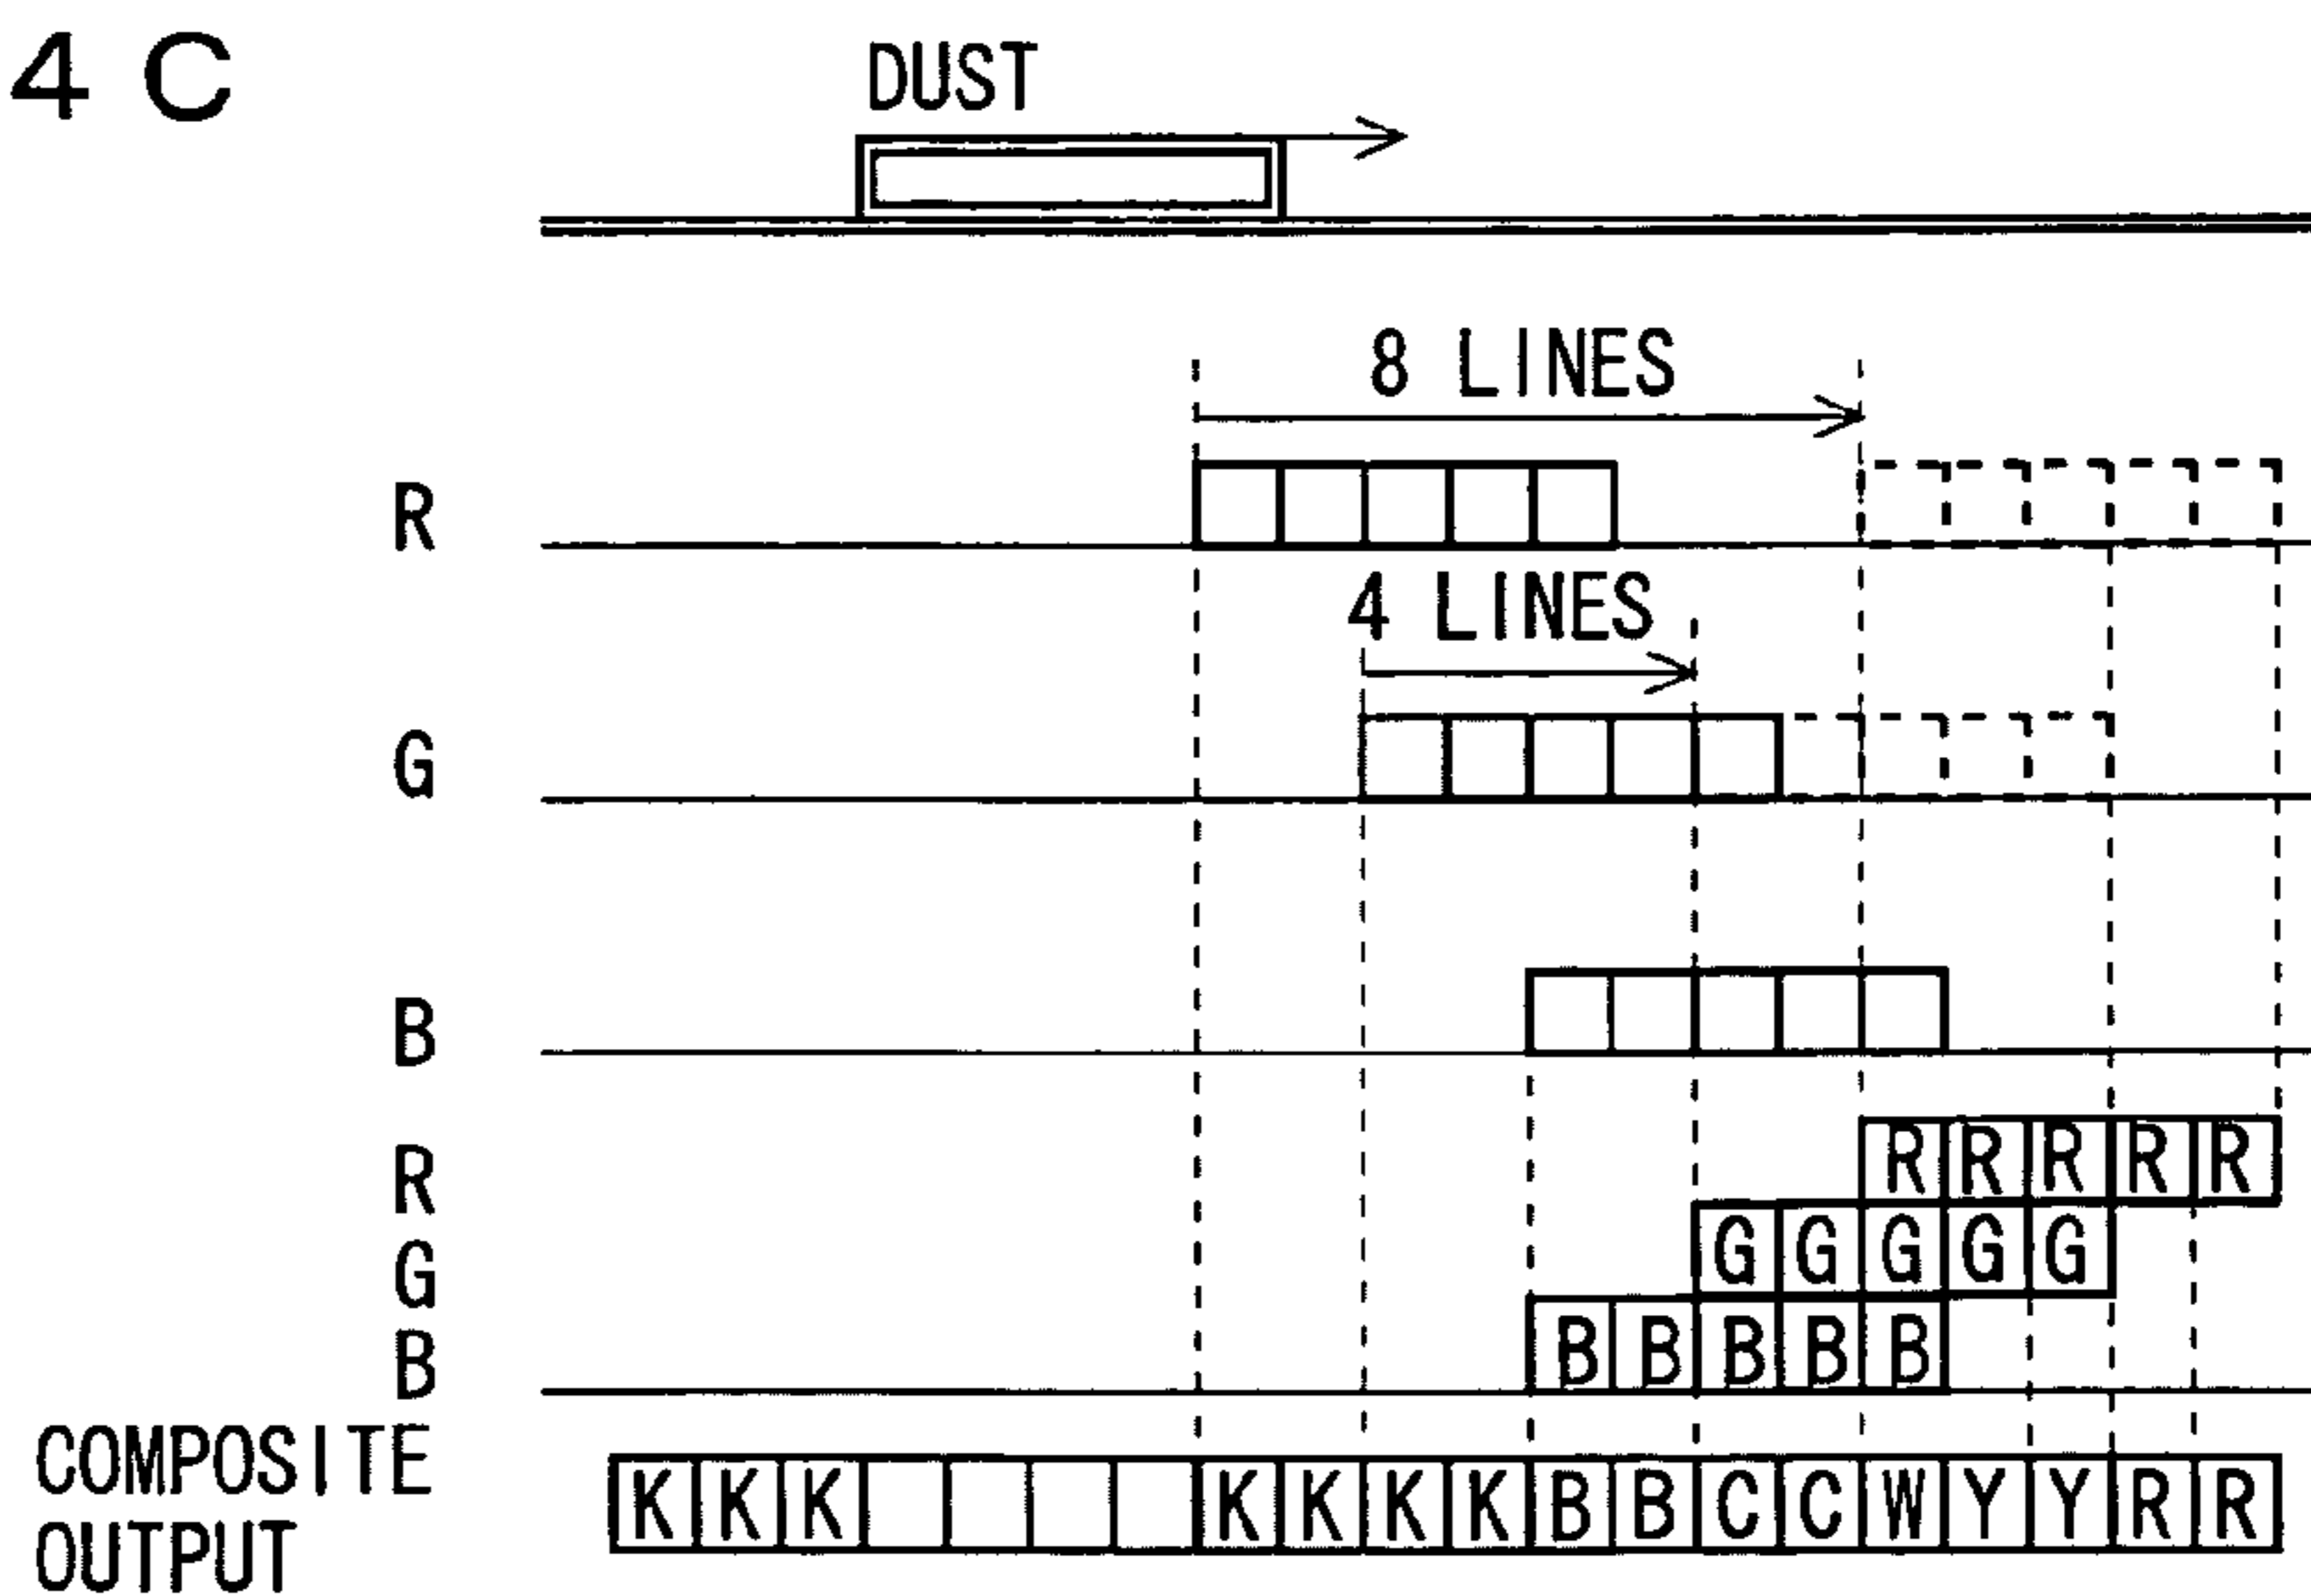 4 C
DUST
8 LINES
R
4 LINES
G
B
R R R R R R
G G G G G G
B B B B B B
COMPOSITE
OUTPUT
K K K K K K K B B C C W Y Y R R